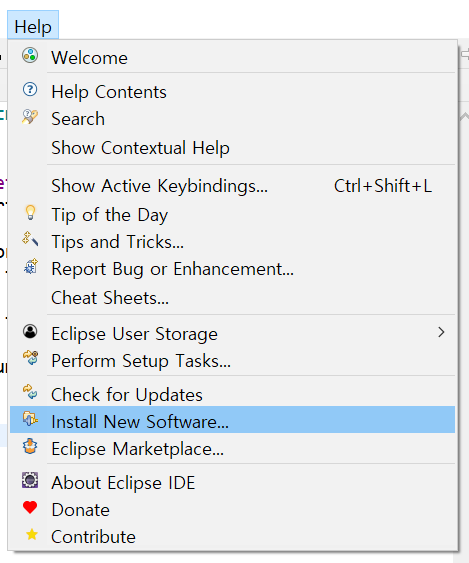 Help
Welcome
Help Contents
Search
Show Contextual Help
Show Active Keybindings... Ctrl+Shift+L
Tip of the Day
Tips and Tricks...
Report Bug or Enhancement...
Cheat Sheets...
Eclipse User Storage
Perform Setup Tasks...
Check for Updates
Install New Software...
Eclipse Marketplace...
About Eclipse IDE
Donate
Contribute